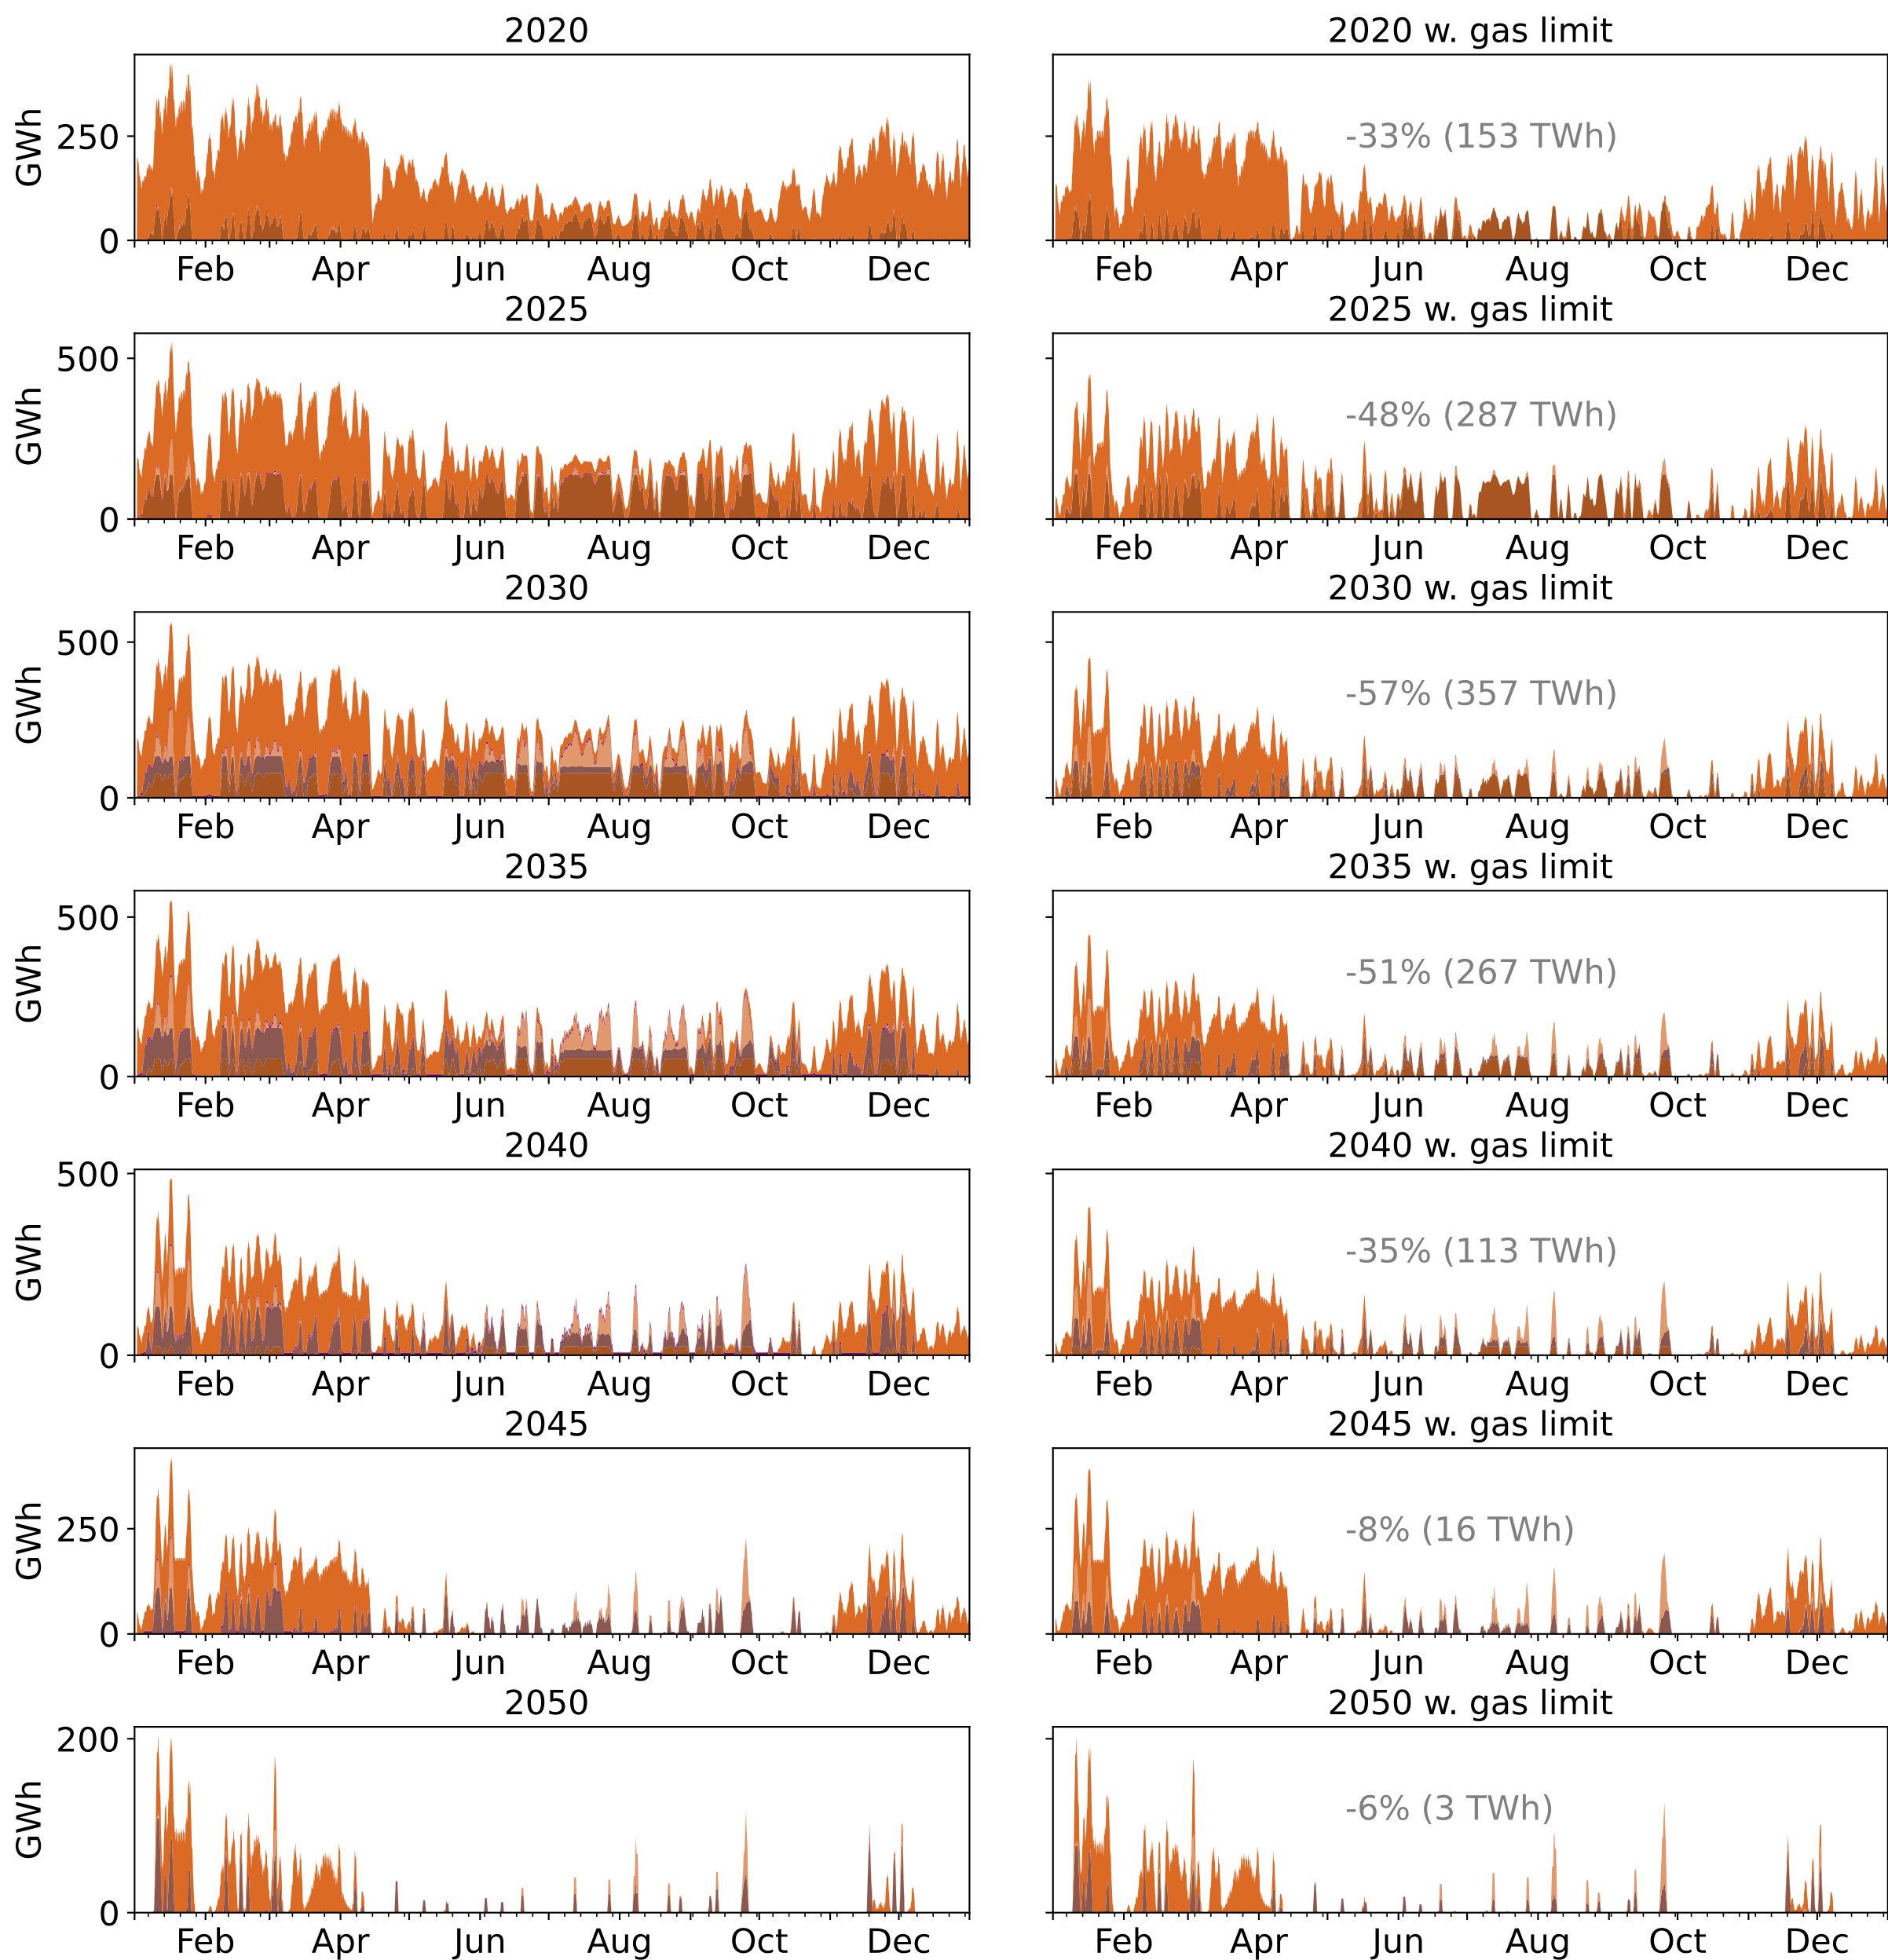 2020 2020 w. gas limit
GWh
250
-33% (153 TWh)
0
Feb Apr Jun Aug Oct Dec Feb Apr Jun Aug Oct Dec
2025 2025 w. gas limit
GWh
500
-48% (287 TWh)
0
Feb Apr Jun Aug Oct Dec Feb Apr Jun Aug Oct Dec
2030 2030 w. gas limit
GWh
500
-57% (357 TWh)
0
Feb Apr Jun Aug Oct Dec Feb Apr Jun Aug Oct Dec
2035 2035 w. gas limit
GWh
500
-51% (267 TWh)
0
Feb Apr Jun Aug Oct Dec Feb Apr Jun Aug Oct Dec
2040 2040 w. gas limit
GWh
500
-35% (113 TWh)
0
Feb Apr Jun Aug Oct Dec Feb Apr Jun Aug Oct Dec
2045 2045 w. gas limit
GWh
250
-8% (16 TWh)
0
Feb Apr Jun Aug Oct Dec Feb Apr Jun Aug Oct Dec
2050 2050 w. gas limit
GWh
200
-6% (3 TWh)
0
Feb Apr Jun Aug Oct Dec Feb Apr Jun Aug Oct Dec